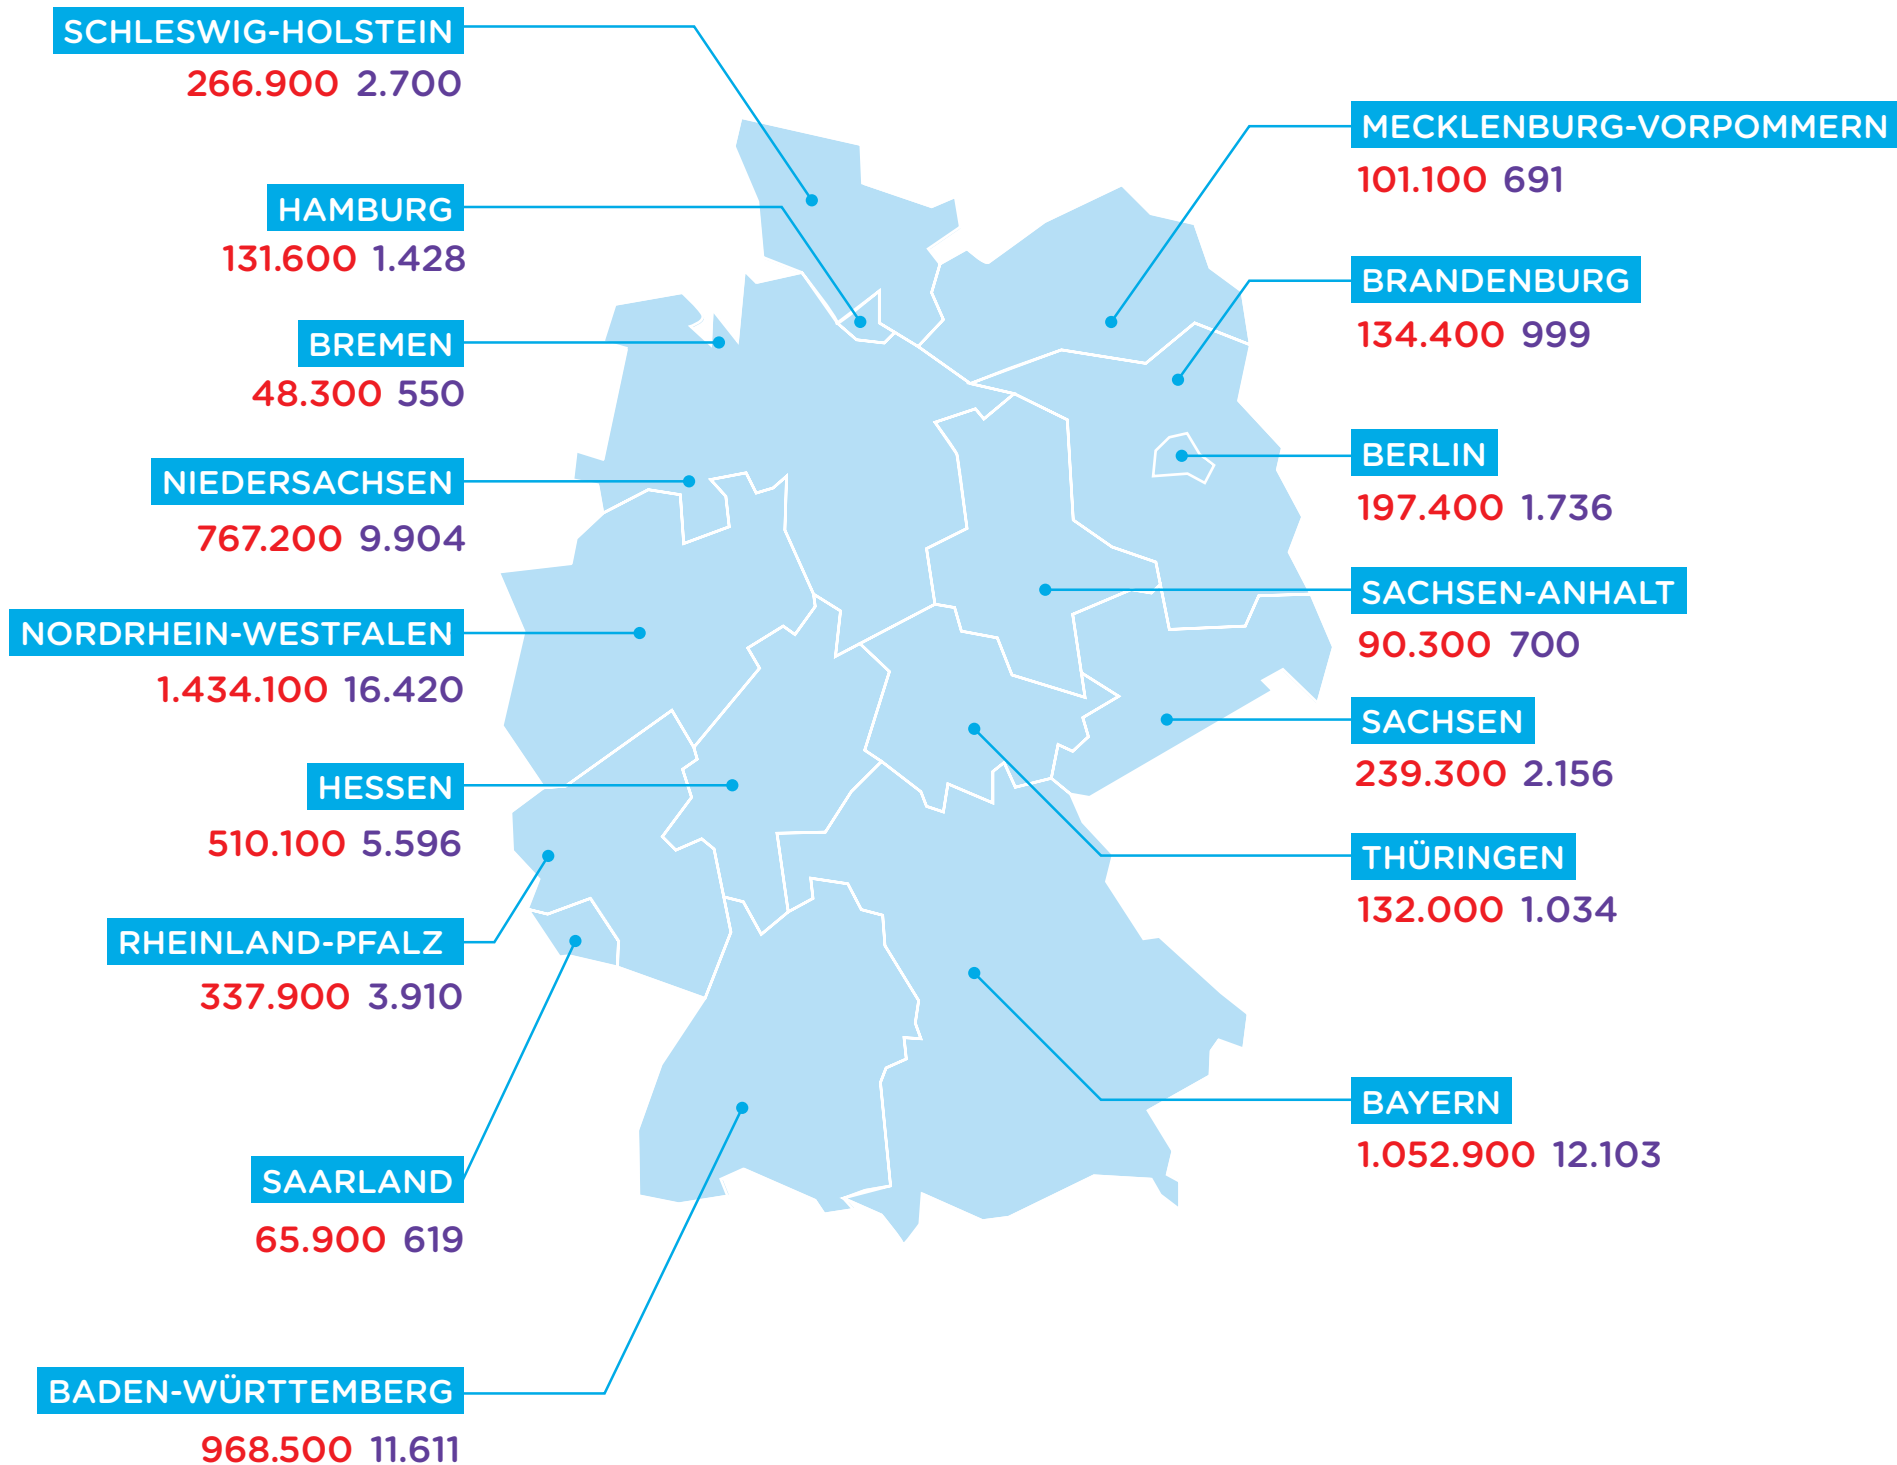 SCHLESWIG-HOLSTEIN
266.900 2.700
HAMBURG
131.600 1.428
BREMEN
48.300 550
NIEDERSACHSEN
767.200 9.904
NORDRHEIN-WESTFALEN
1.434.100 16.420
HESSEN
510.100 5.596
RHEINLAND-PFALZ
337.900 3.910
SAARLAND
65.900 619
BADEN-WÜRTTEMBERG
968.500 11.611
MECKLENBURG-VORPOMMERN
101.100 691
BRANDENBURG
134.400 999
BERLIN
197.400 1.736
SACHSEN-ANHALT
90.300 700
SACHSEN
239.300 2.156
THÜRINGEN
132.000 1.034
BAYERN
1.052.900 12.103